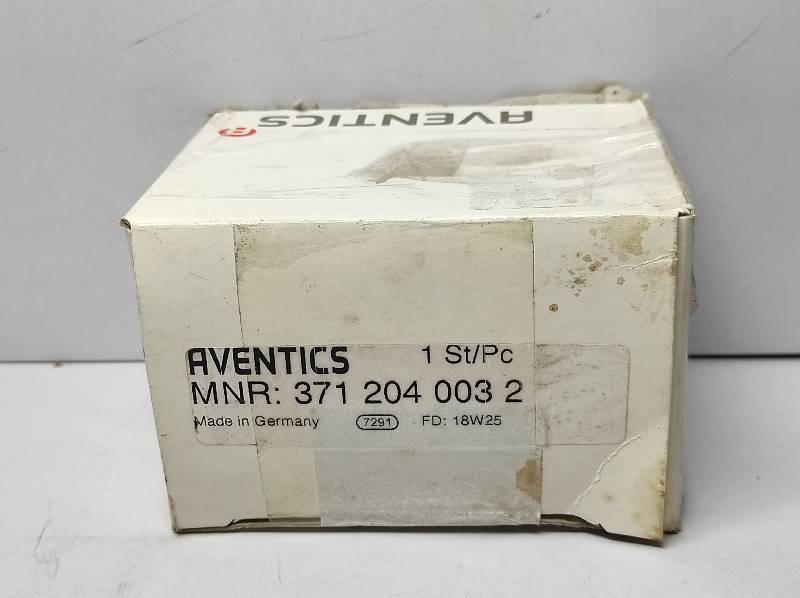 AVENTICS
AVENTICS 1 St/Pc
MNR: 371 204 003 2
Made in Germany 7291 FD: 18W25